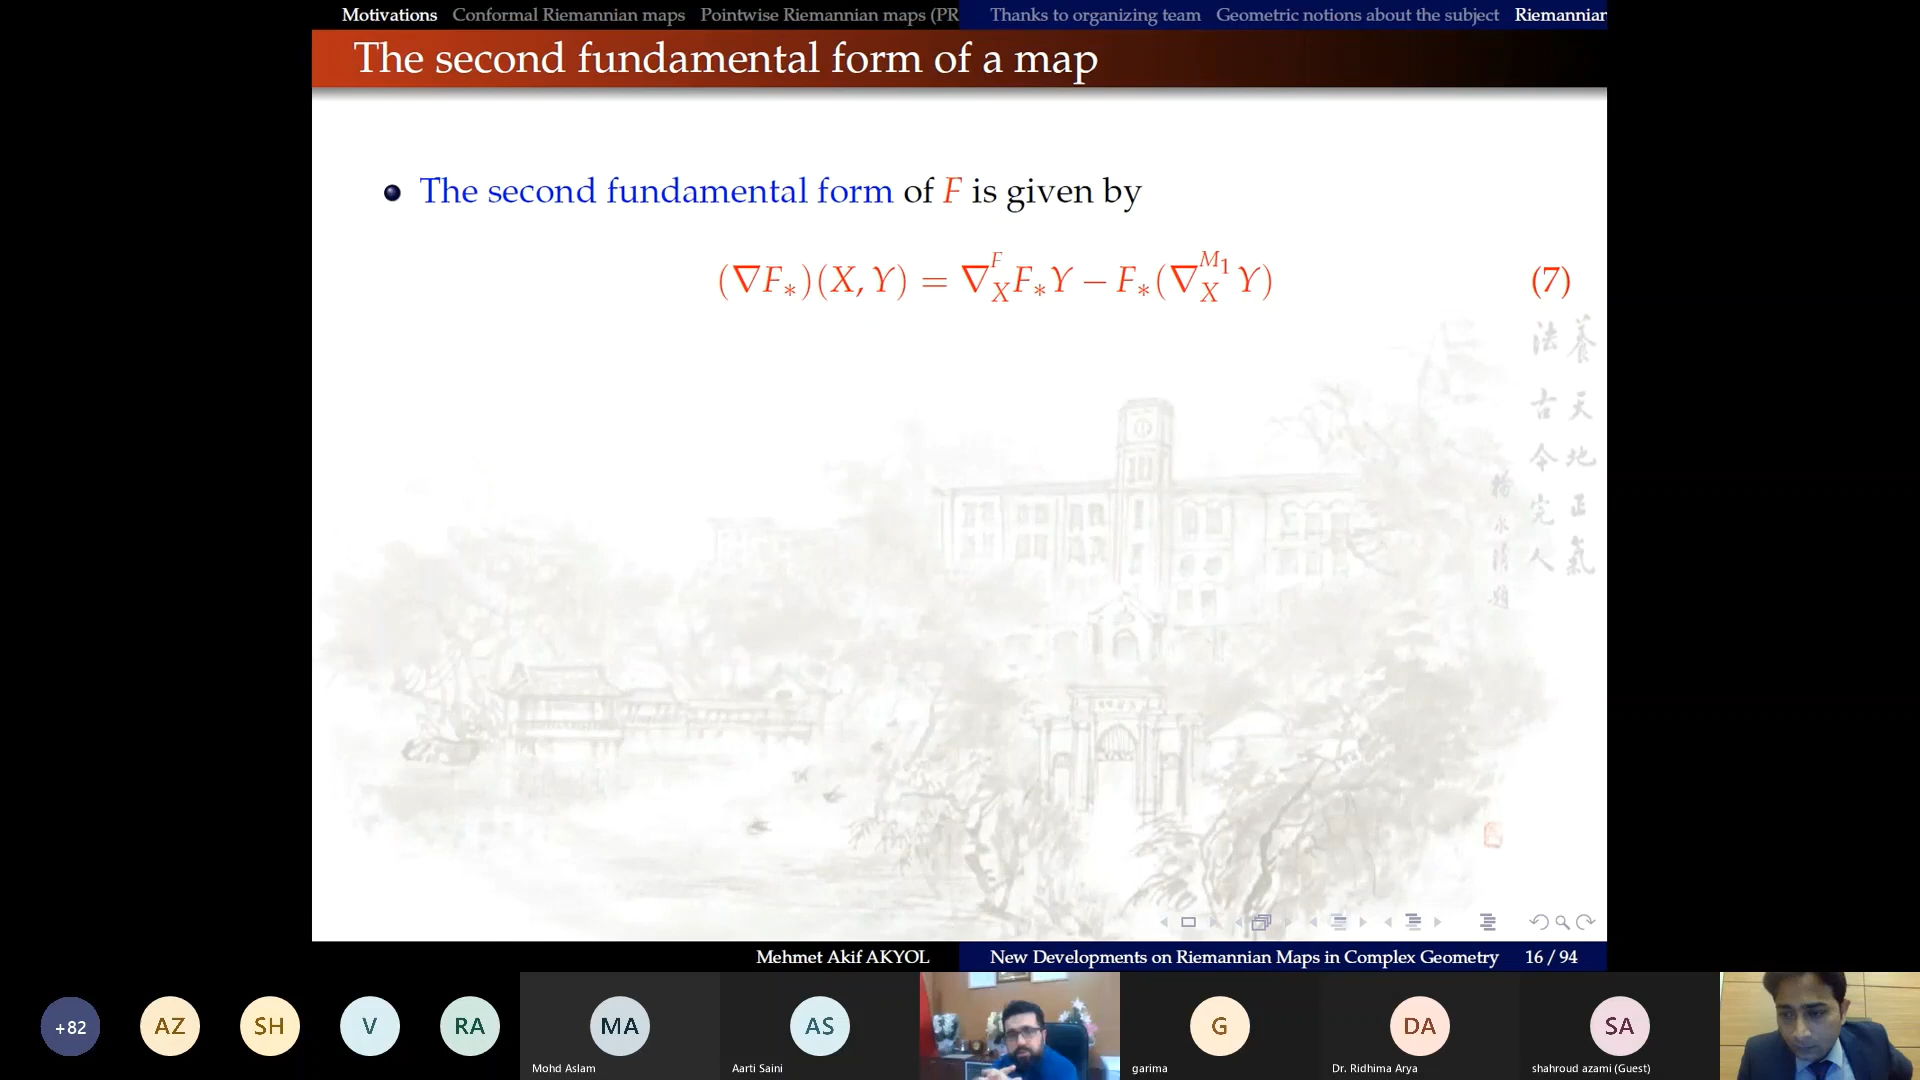 Motivations Conformal Riemannian maps Pointwise Riemannian maps (PR Thanks to organizing team Geometric notions about the subject Riemannian
The second fundamental form of a map
The second fundamental form of F is given by
(∇F∗)(X, Y) = ∇^F_X F∗Y − F∗(∇^{M_1}_X Y) (7)
養天地正氣
法古今完人
Mehmet Akif AKYOL New Developments on Riemannian Maps in Complex Geometry 16 / 94
+82 AZ SH V RA MA AS G DA SA
Mohd Aslam Aarti Saini garima Dr. Ridhima Arya shahroud azami (Guest)